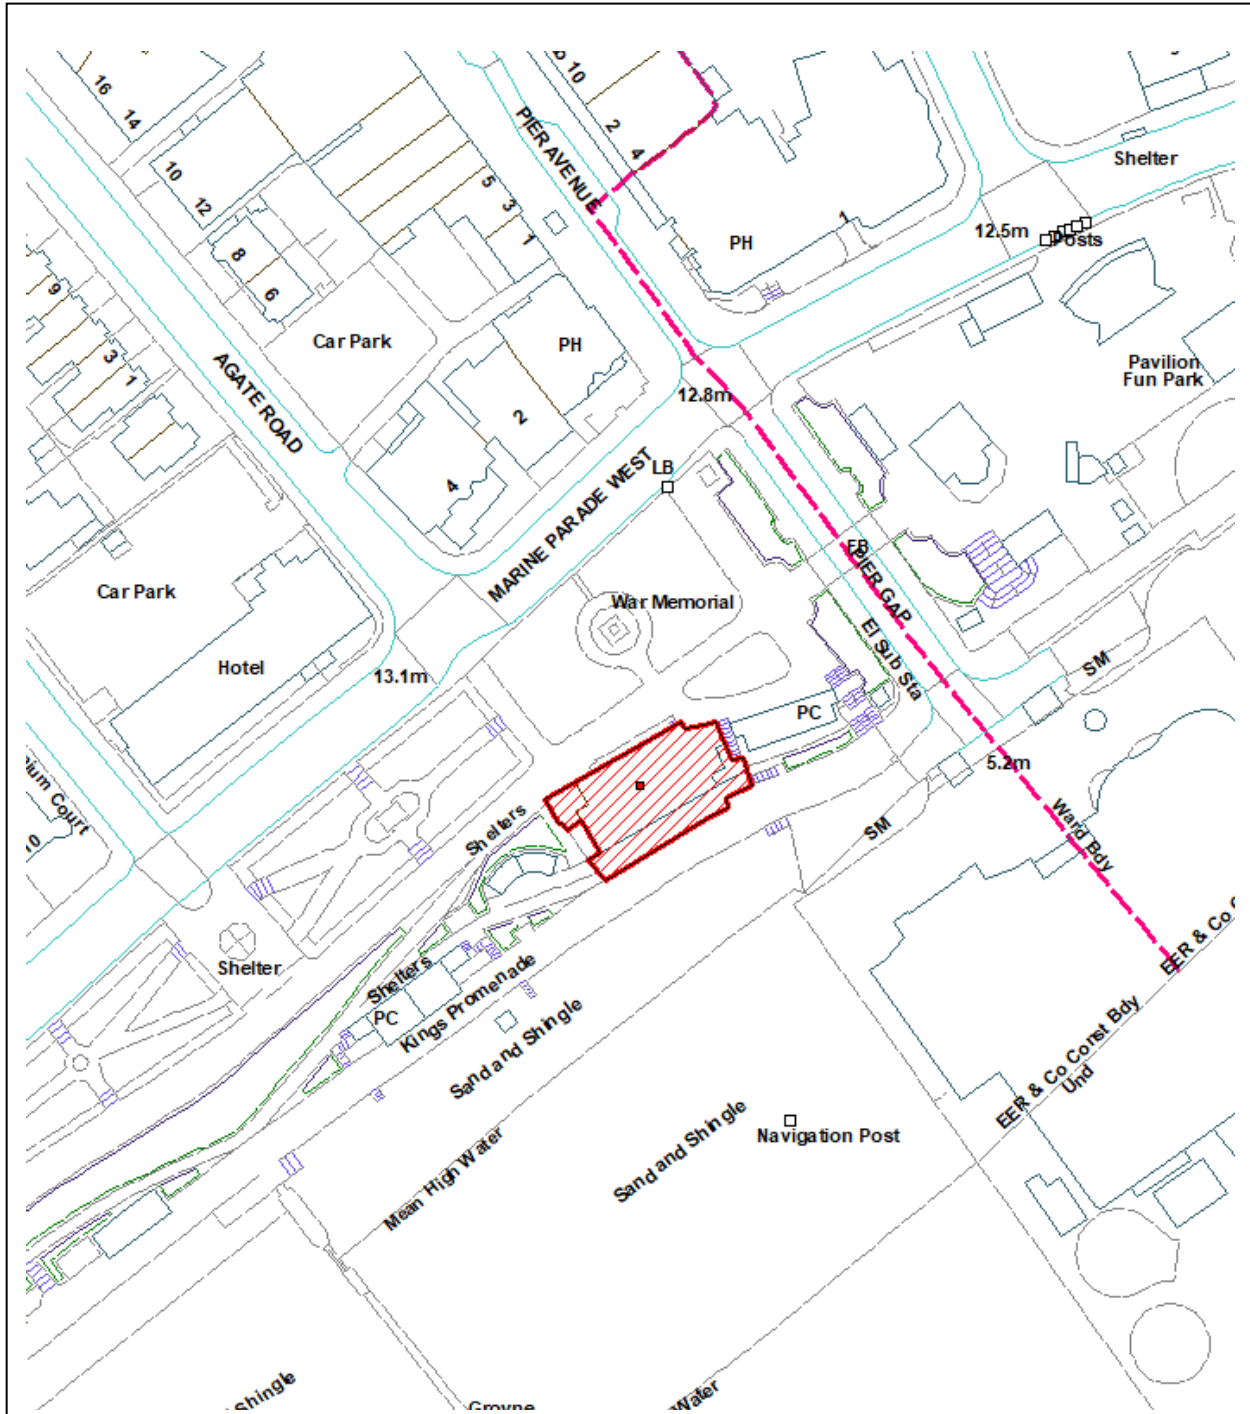 16
14
10
12
8
6
9
3
1
AGATE ROAD
Car Park
PIER AVENUE
10
2
4
5
3
1
PH
PH
1
Shelter
12.5m
Posts
Pavilion
Fun Park
12.8m
2
4
LB
MARINE PARADE WEST
Car Park
Hotel
13.1m
War Memorial
FB
PIER GAP
El Sub Sta
PC
SM
5.2m
Ward Bdy
SM
Court
10
Shelters
Shelter
Shelters
PC
Kings Promenade
Sand and Shingle
Mean High Water
Sand and Shingle
Navigation Post
EER & Co Const Bdy
Und
EER & Co
Shingle
Groyne
Water